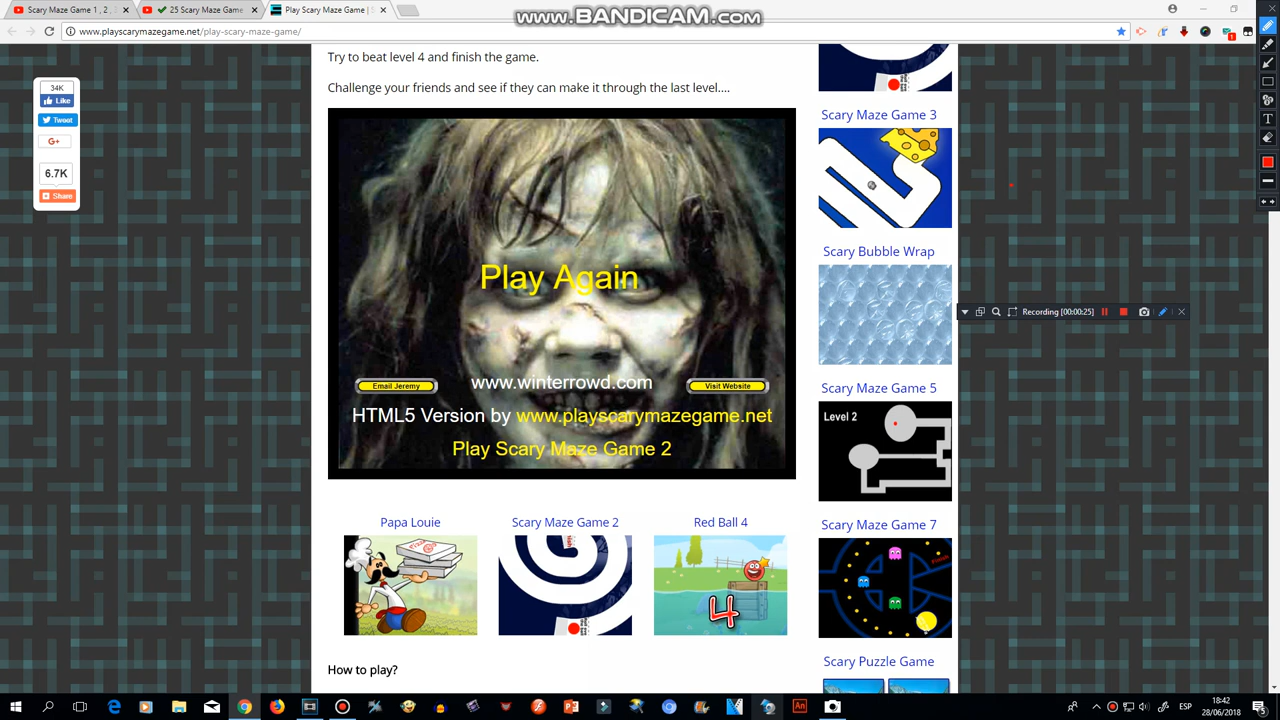 Scary Maze Game 1 , 2 ,
25 Scary Maze Game
Play Scary Maze Game | S
www.BANDICAM.com
www.playscarymazegame.net/play-scary-maze-game/
Try to beat level 4 and finish the game.
Challenge your friends and see if they can make it through the last level....
34K
Like
Tweet
G+
6.7K
Share
Play Again
Email Jeremy
www.winterrowd.com
Visit Website
HTML5 Version by www.playscarymazegame.net
Play Scary Maze Game 2
Papa Louie
Scary Maze Game 2
Red Ball 4
4
How to play?
Scary Maze Game 3
Scary Bubble Wrap
Scary Maze Game 5
Level 2
Scary Maze Game 7
Scary Puzzle Game
Recording [00:00:25]
ESP
18:42
28/06/2018